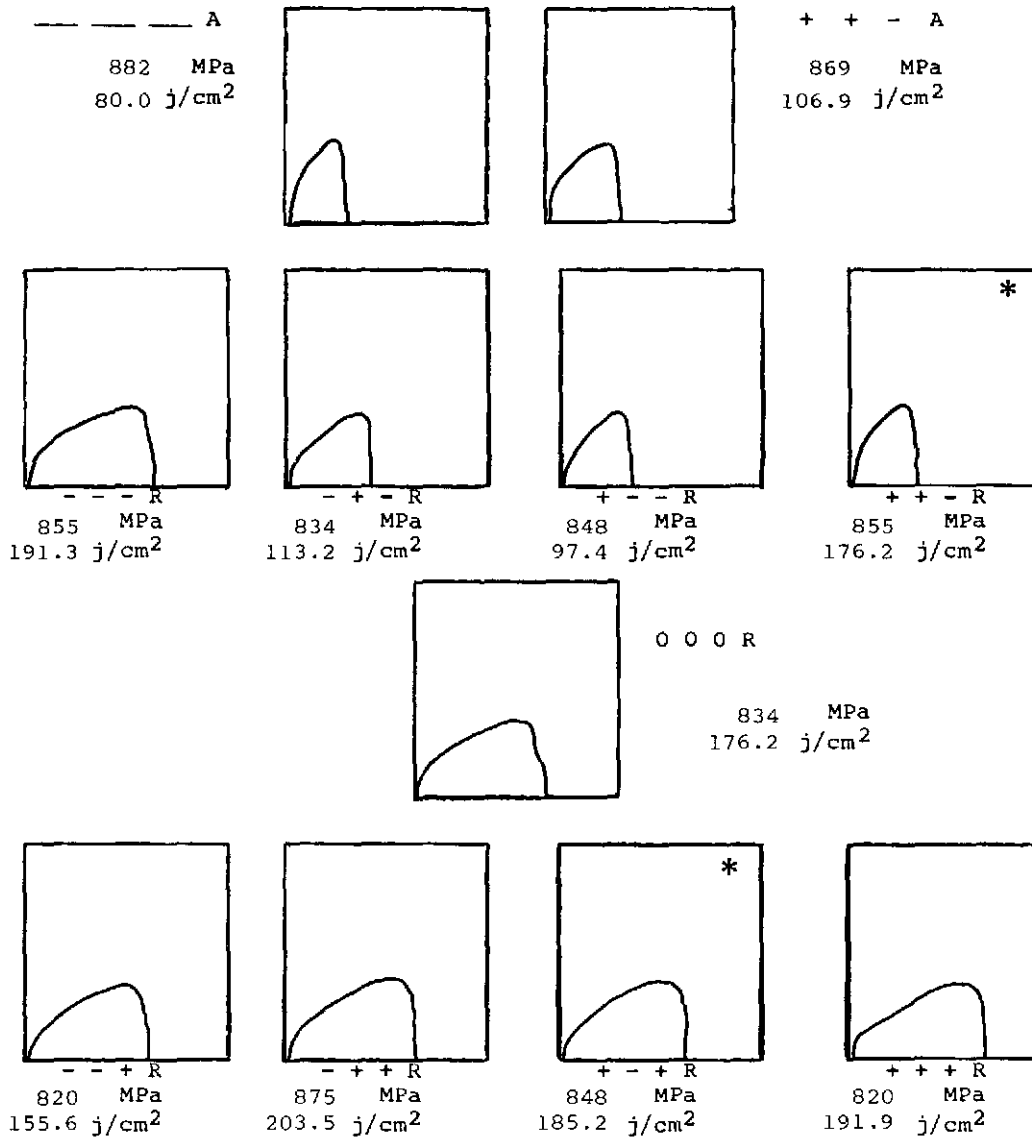 — — — A
882 MPa
80.0 j/cm²
+ + - A
869 MPa
106.9 j/cm²
*
- - - R
855 MPa
191.3 j/cm²
- + - R
834 MPa
113.2 j/cm²
+ - - R
848 MPa
97.4 j/cm²
+ + - R
855 MPa
176.2 j/cm²
0 0 0 R
834 MPa
176.2 j/cm²
*
- - + R
820 MPa
155.6 j/cm²
- + + R
875 MPa
203.5 j/cm²
+ - + R
848 MPa
185.2 j/cm²
+ + + R
820 MPa
191.9 j/cm²